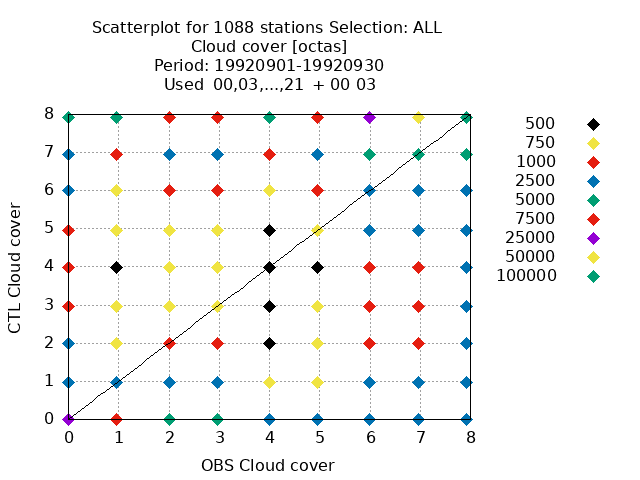 Scatterplot for 1088 stations Selection: ALL
Cloud cover [octas]
Period: 19920901-19920930
Used 00,03,...,21 + 00 03
8
7
6
5
4
3
2
1
0
CTL Cloud cover
0 1 2 3 4 5 6 7 8
OBS Cloud cover
500
750
1000
2500
5000
7500
25000
50000
100000